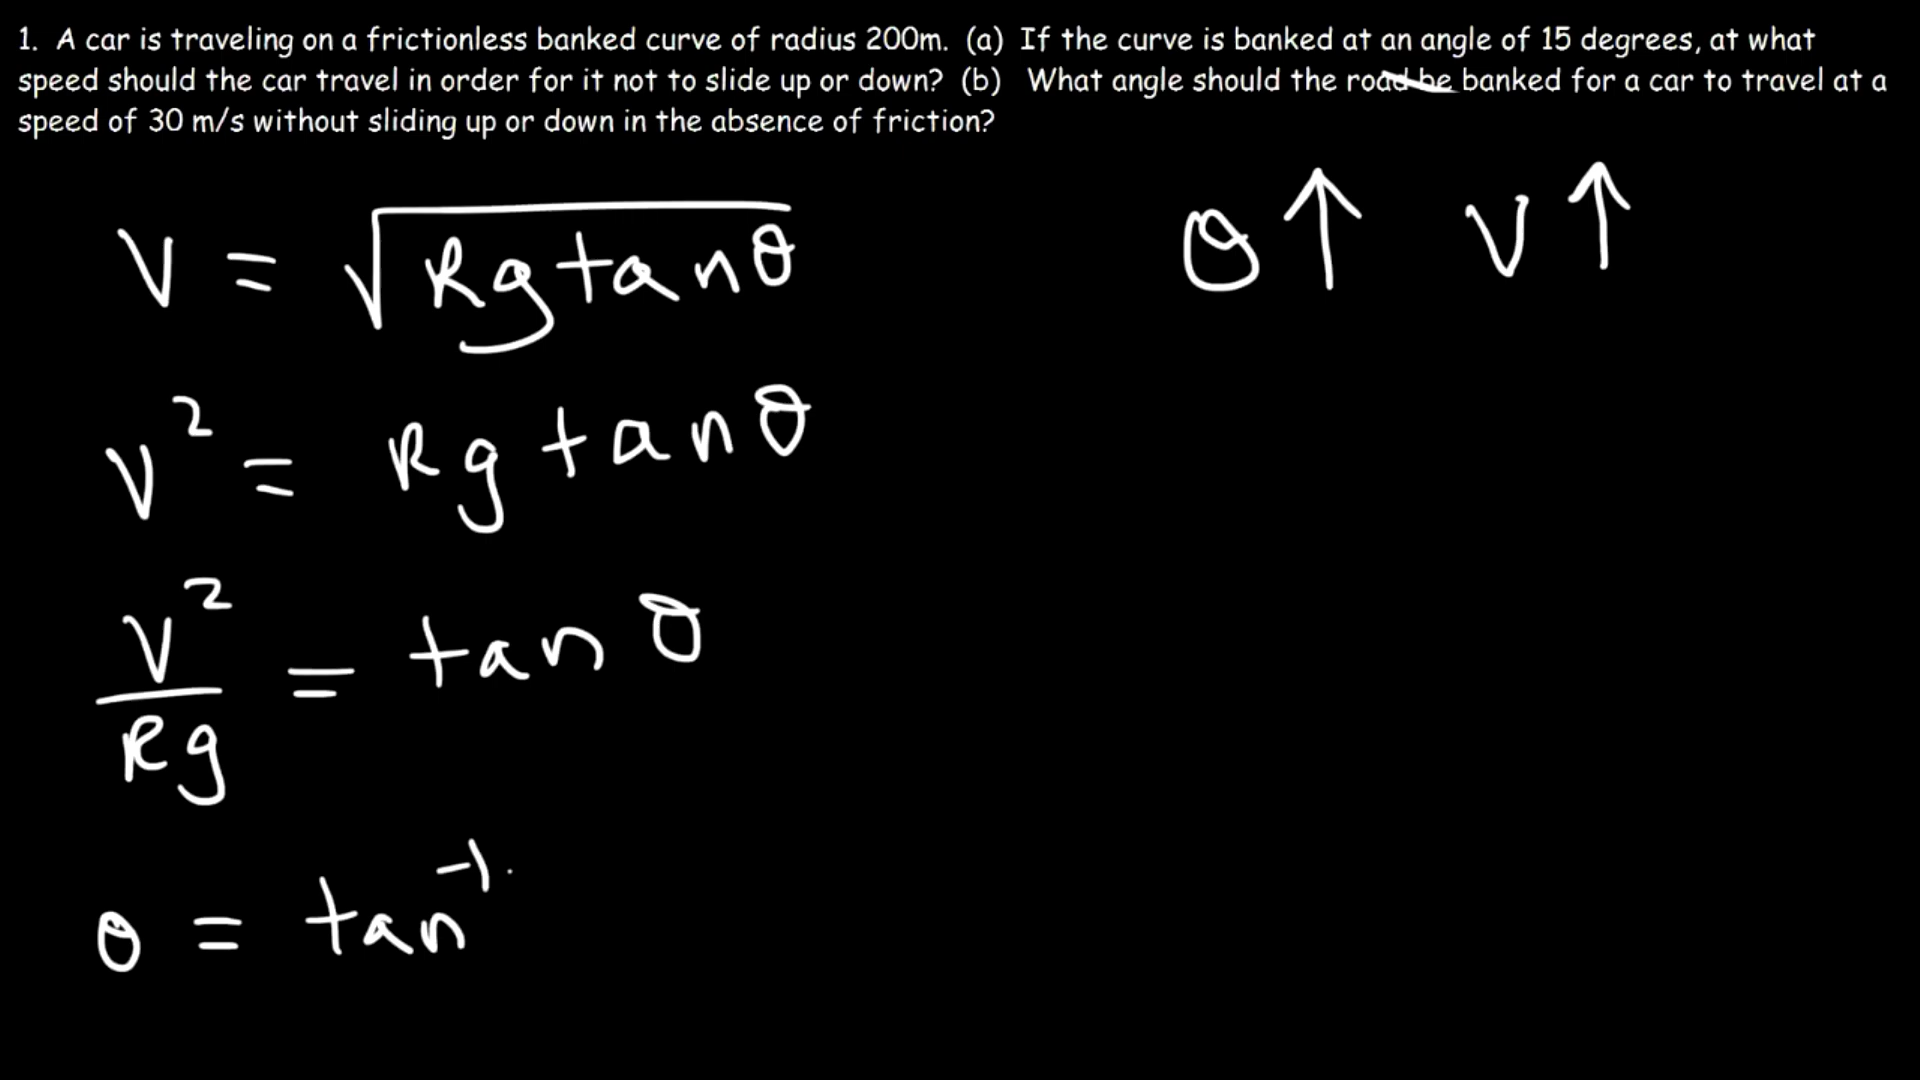 1. A car is traveling on a frictionless banked curve of radius 200m. (a) If the curve is banked at an angle of 15 degrees, at what
speed should the car travel in order for it not to slide up or down? (b) What angle should the road be banked for a car to travel at a
speed of 30 m/s without sliding up or down in the absence of friction?
V = √Rgtanθ
θ↑ V↑
V² = Rgtanθ
V²/Rg = tanθ
θ = tan⁻¹